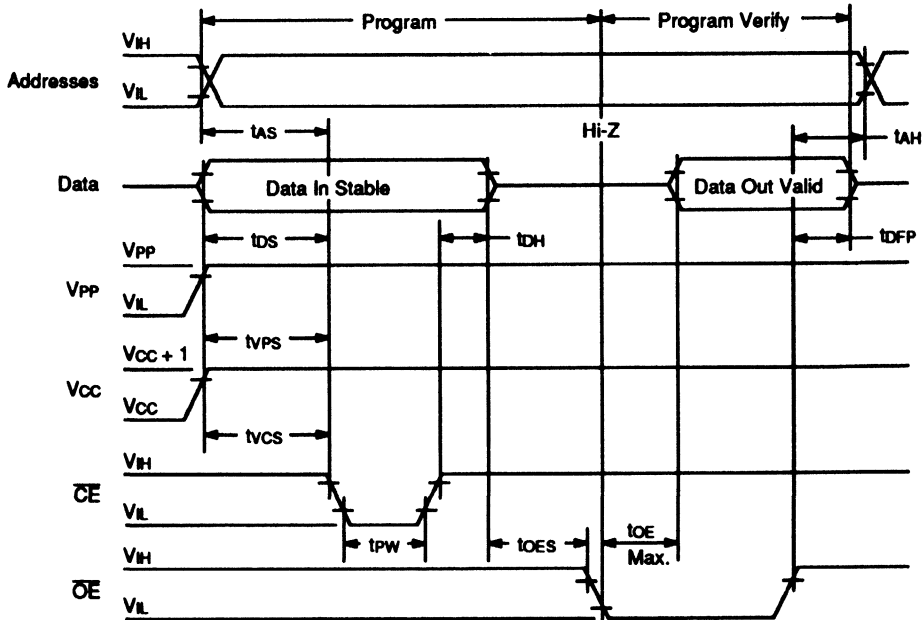 Program Program Verify
VIH
Addresses
VIL
tAS Hi-Z tAH
Data Data In Stable Data Out Valid
tDS tDH tDFP
VPP
VPP
VIL
tVPS
VCC + 1
VCC
VCC
tVCS
VIH
CE
VIL
tPW tOES tOE
Max.
VIH
OE
VIL